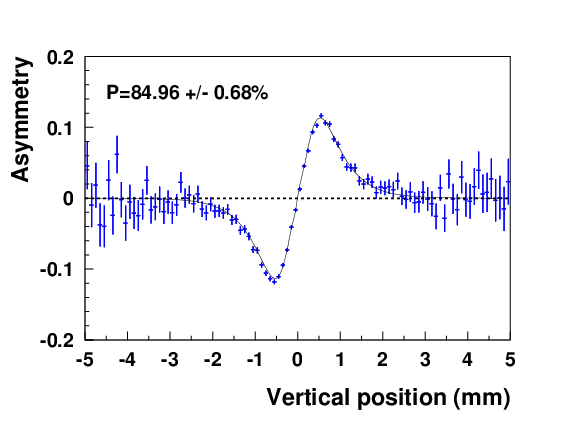 Asymmetry
0.2
P=84.96 +/- 0.68%
0.1
0
-0.1
-0.2
-5 -4 -3 -2 -1 0 1 2 3 4 5
Vertical position (mm)